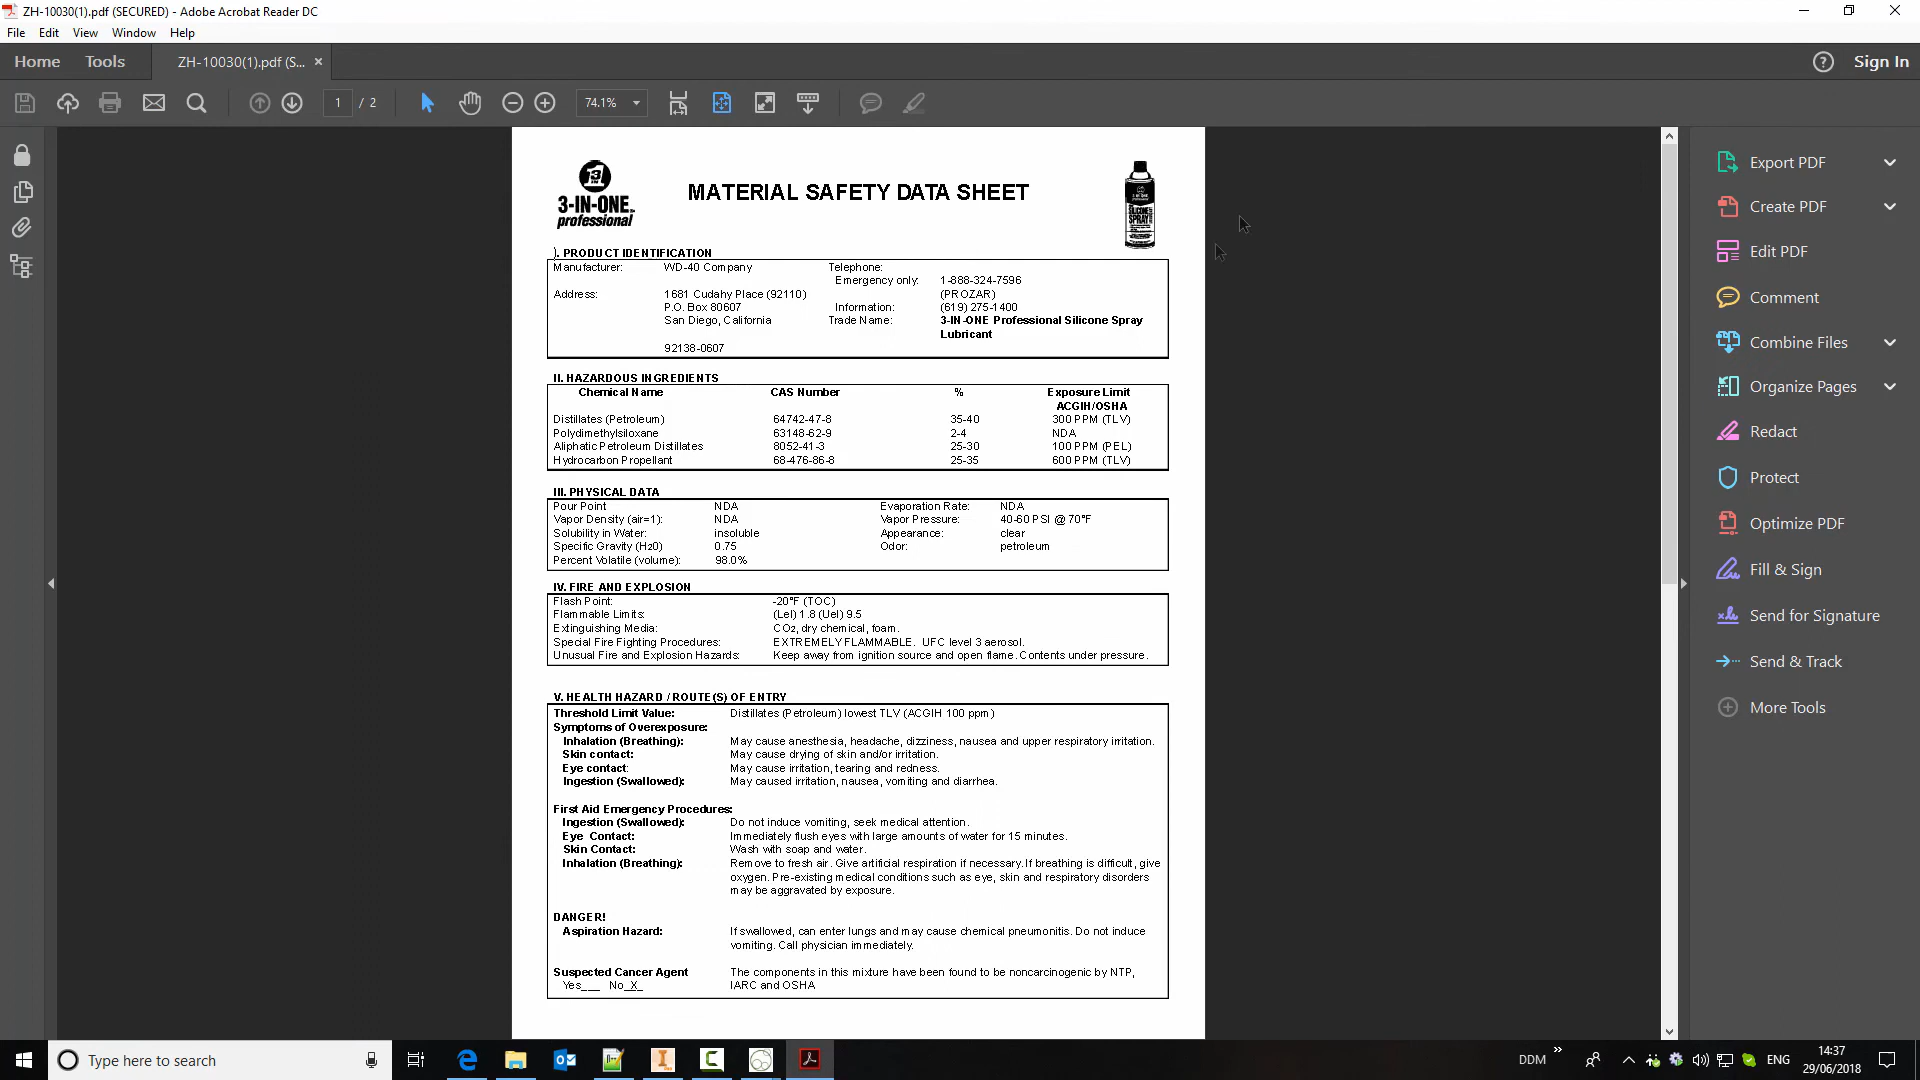 ZH-10030(1).pdf (SECURED) - Adobe Acrobat Reader DC
File Edit View Window Help
Home Tools ZH-10030(1).pdf (S... × Sign In
1 / 2 74.1%
3-IN-ONE
professional
MATERIAL SAFETY DATA SHEET
). PRODUCT IDENTIFICATION
Manufacturer: WD-40 Company Telephone:
Emergency only: 1-888-324-7596
Address: 1681 Cudahy Place (92110) (PROZAR)
P.O. Box 80607 Information: (619) 275-1400
San Diego, California Trade Name: 3-IN-ONE Professional Silicone Spray
Lubricant
92138-0607
II. HAZARDOUS INGREDIENTS
Chemical Name CAS Number % Exposure Limit
ACGIH/OSHA
Distillates (Petroleum) 64742-47-8 35-40 300 PPM (TLV)
Polydimethylsiloxane 63148-62-9 2-4 NDA
Aliphatic Petroleum Distillates 8052-41-3 25-30 100 PPM (PEL)
Hydrocarbon Propellant 68-476-86-8 25-35 600 PPM (TLV)
III. PHYSICAL DATA
Pour Point NDA Evaporation Rate: NDA
Vapor Density (air=1): NDA Vapor Pressure: 40-60 PSI @ 70°F
Solubility in Water: insoluble Appearance: clear
Specific Gravity (H20) 0.75 Odor: petroleum
Percent Volatile (volume): 98.0%
IV. FIRE AND EXPLOSION
Flash Point: -20°F (TOC)
Flammable Limits: (Lel) 1.8 (Uel) 9.5
Extinguishing Media: CO2, dry chemical, foam.
Special Fire Fighting Procedures: EXTREMELY FLAMMABLE. UFC level 3 aerosol.
Unusual Fire and Explosion Hazards: Keep away from ignition source and open flame. Contents under pressure.
V. HEALTH HAZARD / ROUTE(S) OF ENTRY
Threshold Limit Value: Distillates (Petroleum) lowest TLV (ACGIH 100 ppm)
Symptoms of Overexposure:
Inhalation (Breathing): May cause anesthesia, headache, dizziness, nausea and upper respiratory irritation.
Skin contact: May cause drying of skin and/or irritation.
Eye contact: May cause irritation, tearing and redness.
Ingestion (Swallowed): May caused irritation, nausea, vomiting and diarrhea.
First Aid Emergency Procedures:
Ingestion (Swallowed): Do not induce vomiting, seek medical attention.
Eye Contact: Immediately flush eyes with large amounts of water for 15 minutes.
Skin Contact: Wash with soap and water.
Inhalation (Breathing): Remove to fresh air. Give artificial respiration if necessary. If breathing is difficult, give
oxygen. Pre-existing medical conditions such as eye, skin and respiratory disorders
may be aggravated by exposure.
DANGER!
Aspiration Hazard: If swallowed, can enter lungs and may cause chemical pneumonitis. Do not induce
vomiting. Call physician immediately.
Suspected Cancer Agent The components in this mixture have been found to be noncarcinogenic by NTP,
Yes___ No_X_ IARC and OSHA
Export PDF
Create PDF
Edit PDF
Comment
Combine Files
Organize Pages
Redact
Protect
Optimize PDF
Fill & Sign
Send for Signature
Send & Track
More Tools
Type here to search
DDM » ENG 14:37
29/06/2018